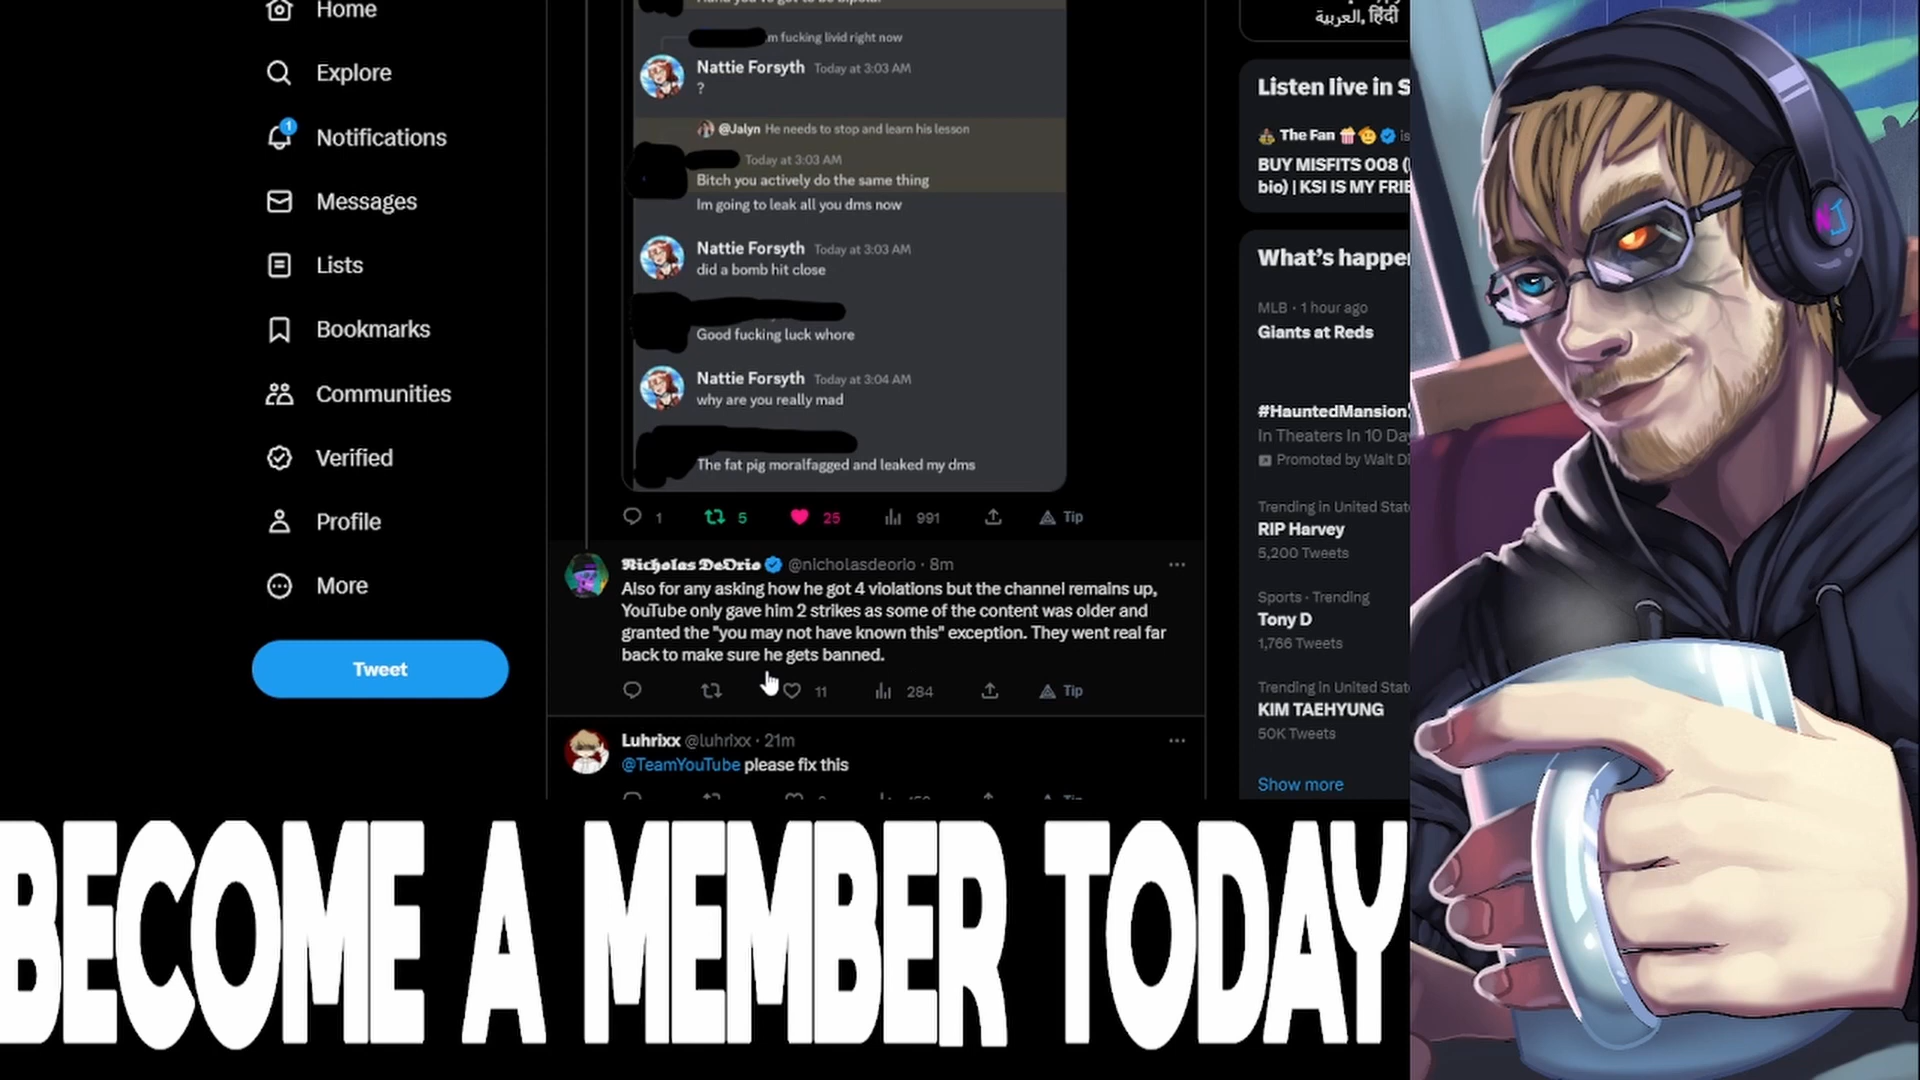 Home
Explore
1
Notifications
Messages
Lists
Bookmarks
Communities
Verified
Profile
More
Tweet
m fucking livid right now
Nattie Forsyth Today at 3:03 AM
?
@Jalyn He needs to stop and learn his lesson
Today at 3:03 AM
Bitch you actively do the same thing
Im going to leak all you dms now
Nattie Forsyth Today at 3:03 AM
did a bomb hit close
Good fucking luck whore
Nattie Forsyth Today at 3:04 AM
why are you really mad
The fat pig moralfagged and leaked my dms
1 5 25 991 Tip
Nicholas DeOrio @nicholasdeorio · 8m
Also for any asking how he got 4 violations but the channel remains up,
YouTube only gave him 2 strikes as some of the content was older and
granted the "you may not have known this" exception. They went real far
back to make sure he gets banned.
11 284 Tip
Luhrixx @luhrixx · 21m
@TeamYouTube please fix this
العربية, हिंदी
Listen live in S
The Fan is
BUY MISFITS 008 (
bio) | KSI IS MY FRIE
What's happe
MLB · 1 hour ago
Giants at Reds
#HauntedMansion
In Theaters In 10 Da
Promoted by Walt Di
Trending in United Stat
RIP Harvey
5,200 Tweets
Sports · Trending
Tony D
1,766 Tweets
Trending in United Stat
KIM TAEHYUNG
50K Tweets
Show more
BECOME A MEMBER TODAY
NJ